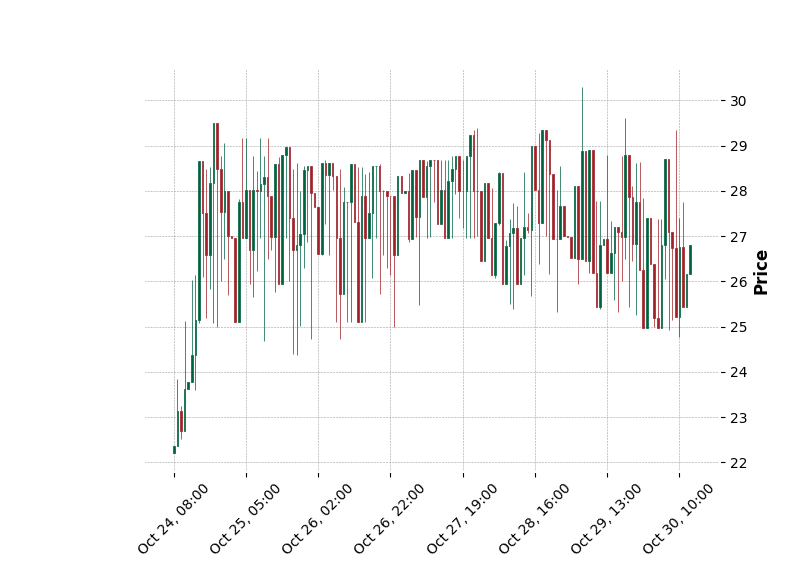 30
29
28
27
26
25
24
23
22
Price
Oct 24, 08:00
Oct 25, 05:00
Oct 26, 02:00
Oct 26, 22:00
Oct 27, 19:00
Oct 28, 16:00
Oct 29, 13:00
Oct 30, 10:00